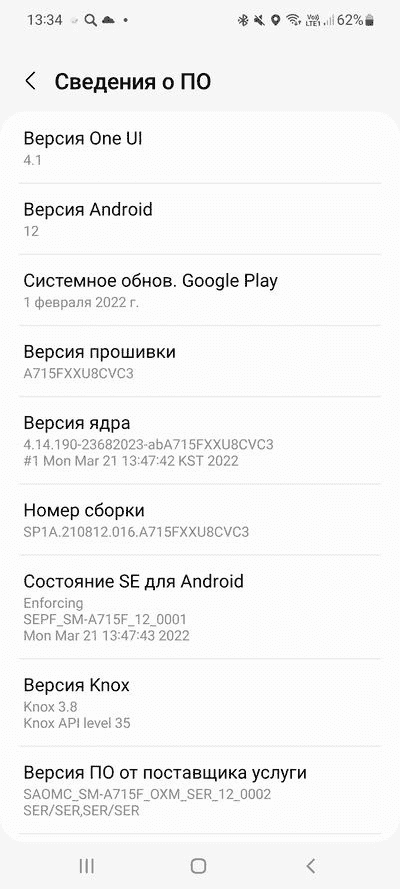 13:34 62%
Сведения о ПО
Версия One UI
4.1
Версия Android
12
Системное обнов. Google Play
1 февраля 2022 г.
Версия прошивки
A715FXXU8CVC3
Версия ядра
4.14.190-23682023-abA715FXXU8CVC3
#1 Mon Mar 21 13:47:42 KST 2022
Номер сборки
SP1A.210812.016.A715FXXU8CVC3
Состояние SE для Android
Enforcing
SEPF_SM-A715F_12_0001
Mon Mar 21 13:47:43 2022
Версия Knox
Knox 3.8
Knox API level 35
Версия ПО от поставщика услуги
SAOMC_SM-A715F_OXM_SER_12_0002
SER/SER,SER/SER